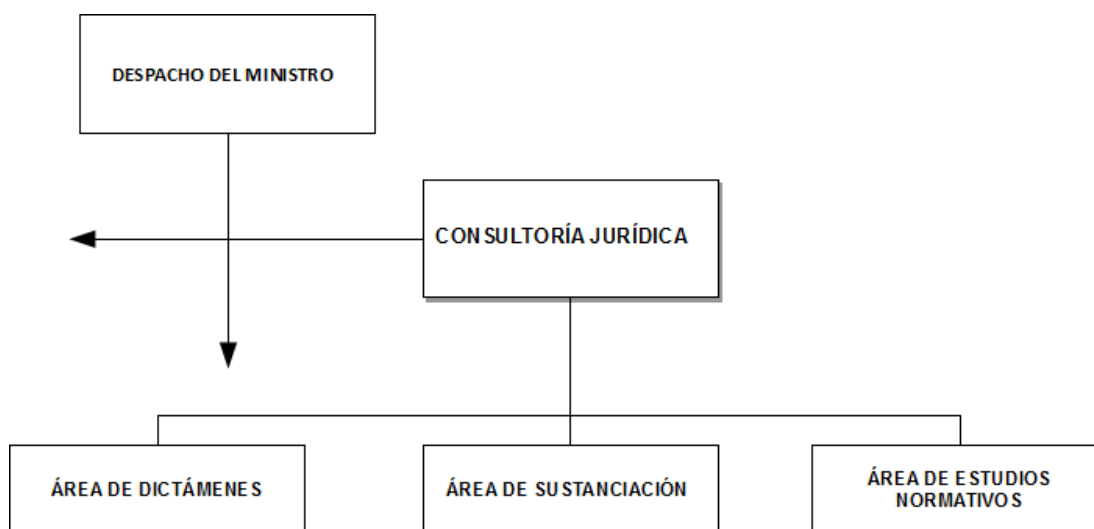 DESPACHO DEL MINISTRO
CONSULTORÍA JURÍDICA
ÁREA DE DICTÁMENES
ÁREA DE SUSTANCIACIÓN
ÁREA DE ESTUDIOS
NORMATIVOS